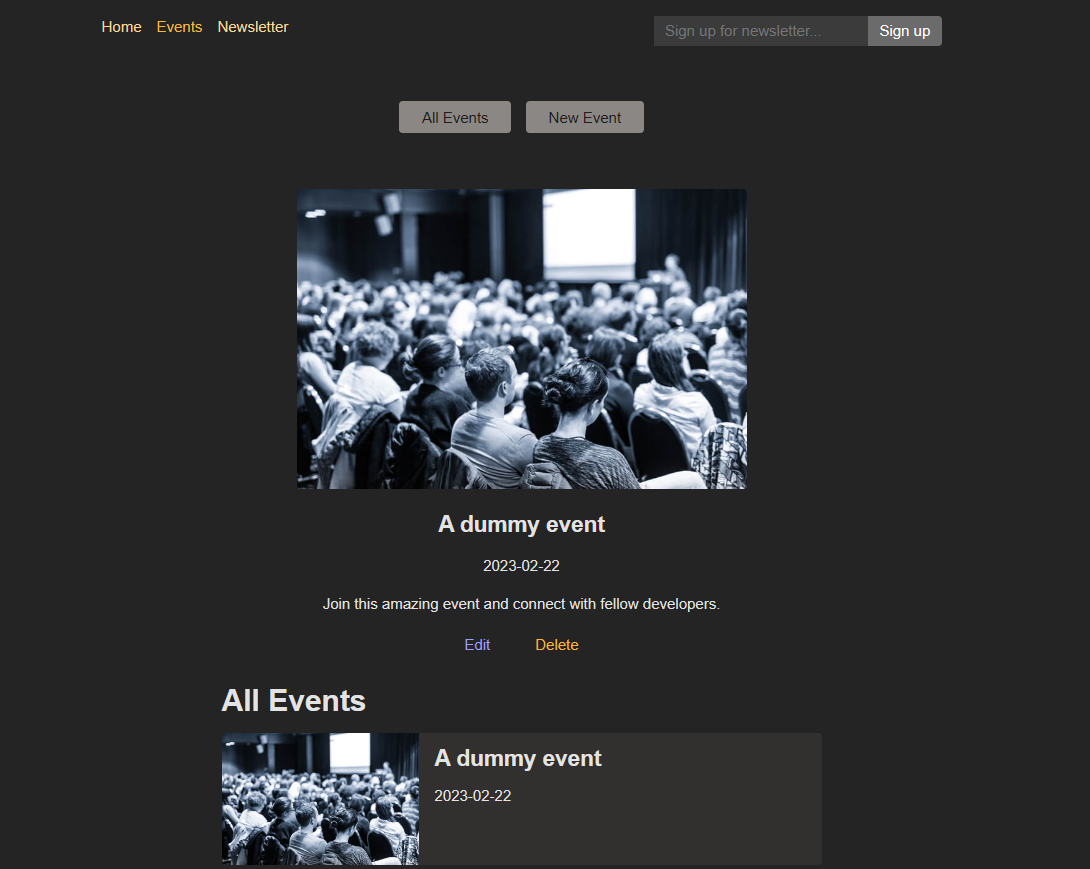 Home Events Newsletter
Sign up for newsletter... Sign up
All Events New Event
A dummy event
2023-02-22
Join this amazing event and connect with fellow developers.
Edit Delete
All Events
A dummy event
2023-02-22